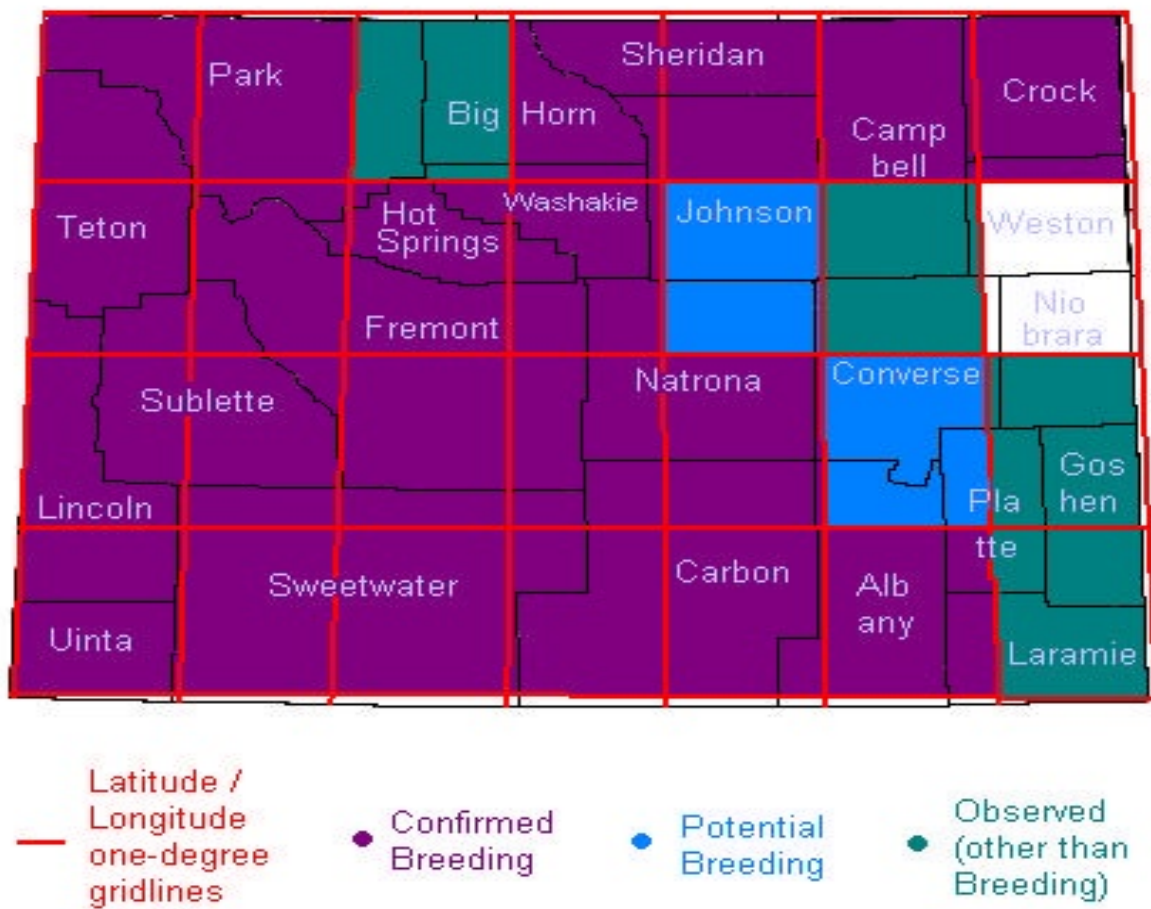 Park
Big Horn
Sheridan
Crock
Camp
bell
Teton
Hot
Springs
Washakie
Johnson
Weston
Fremont
Nio
brara
Sublette
Natrona
Converse
Lincoln
Pla
tte
Gos
hen
Sweetwater
Carbon
Alb
any
Uinta
Laramie
Latitude /
Longitude
one-degree
gridlines
Confirmed
Breeding
Potential
Breeding
Observed
(other than
Breeding)